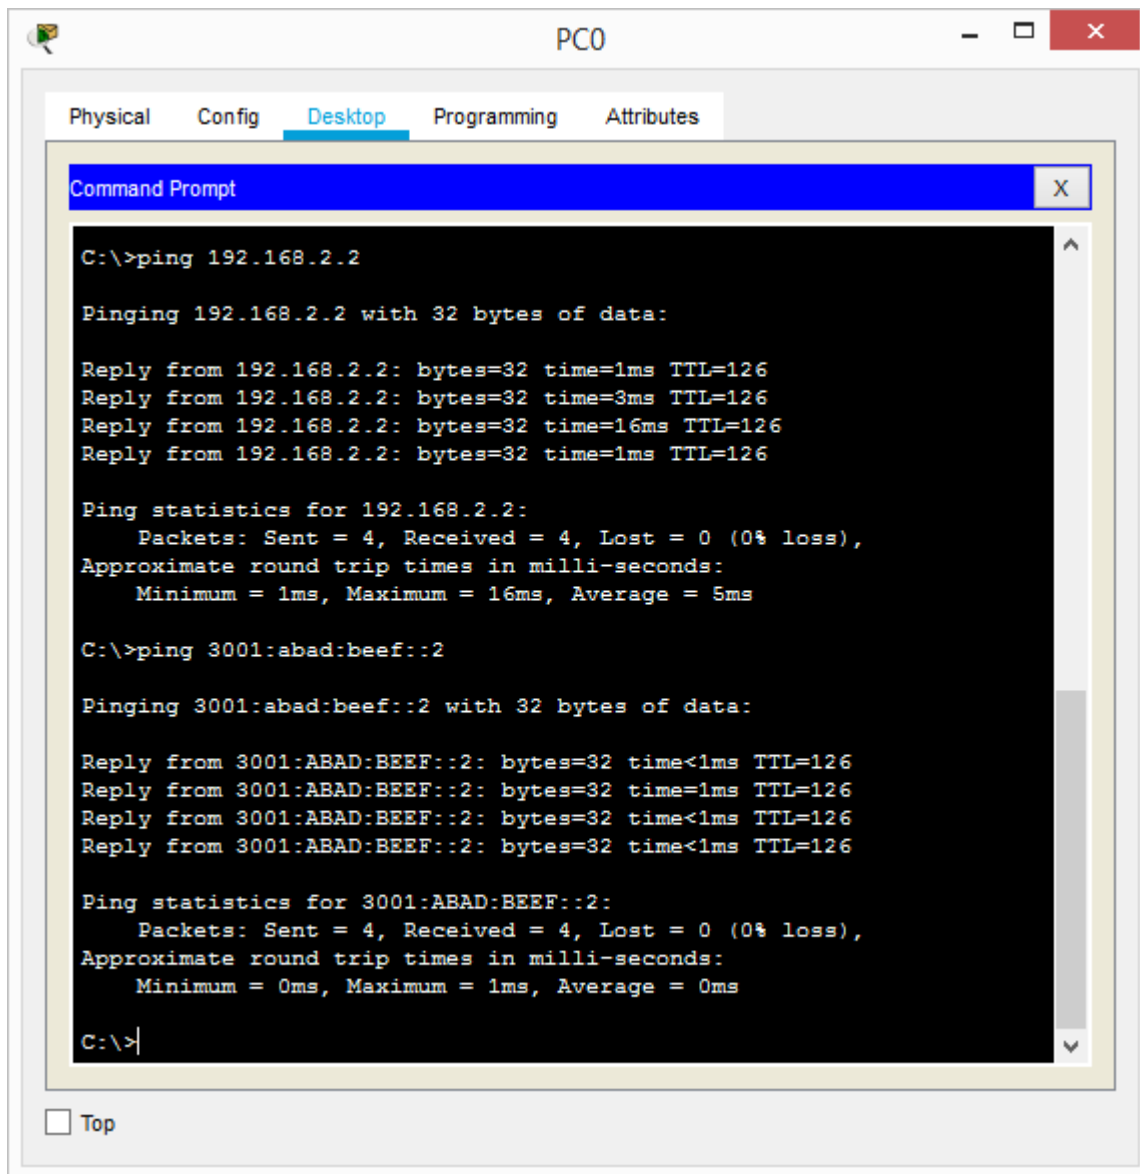 PC0
Physical Config Desktop Programming Attributes
Command Prompt X
C:\>ping 192.168.2.2
Pinging 192.168.2.2 with 32 bytes of data:
Reply from 192.168.2.2: bytes=32 time=1ms TTL=126
Reply from 192.168.2.2: bytes=32 time=3ms TTL=126
Reply from 192.168.2.2: bytes=32 time=16ms TTL=126
Reply from 192.168.2.2: bytes=32 time=1ms TTL=126
Ping statistics for 192.168.2.2:
Packets: Sent = 4, Received = 4, Lost = 0 (0% loss),
Approximate round trip times in milli-seconds:
Minimum = 1ms, Maximum = 16ms, Average = 5ms
C:\>ping 3001:abad:beef::2
Pinging 3001:abad:beef::2 with 32 bytes of data:
Reply from 3001:ABAD:BEEF::2: bytes=32 time<1ms TTL=126
Reply from 3001:ABAD:BEEF::2: bytes=32 time=1ms TTL=126
Reply from 3001:ABAD:BEEF::2: bytes=32 time<1ms TTL=126
Reply from 3001:ABAD:BEEF::2: bytes=32 time<1ms TTL=126
Ping statistics for 3001:ABAD:BEEF::2:
Packets: Sent = 4, Received = 4, Lost = 0 (0% loss),
Approximate round trip times in milli-seconds:
Minimum = 0ms, Maximum = 1ms, Average = 0ms
C:\>
Top